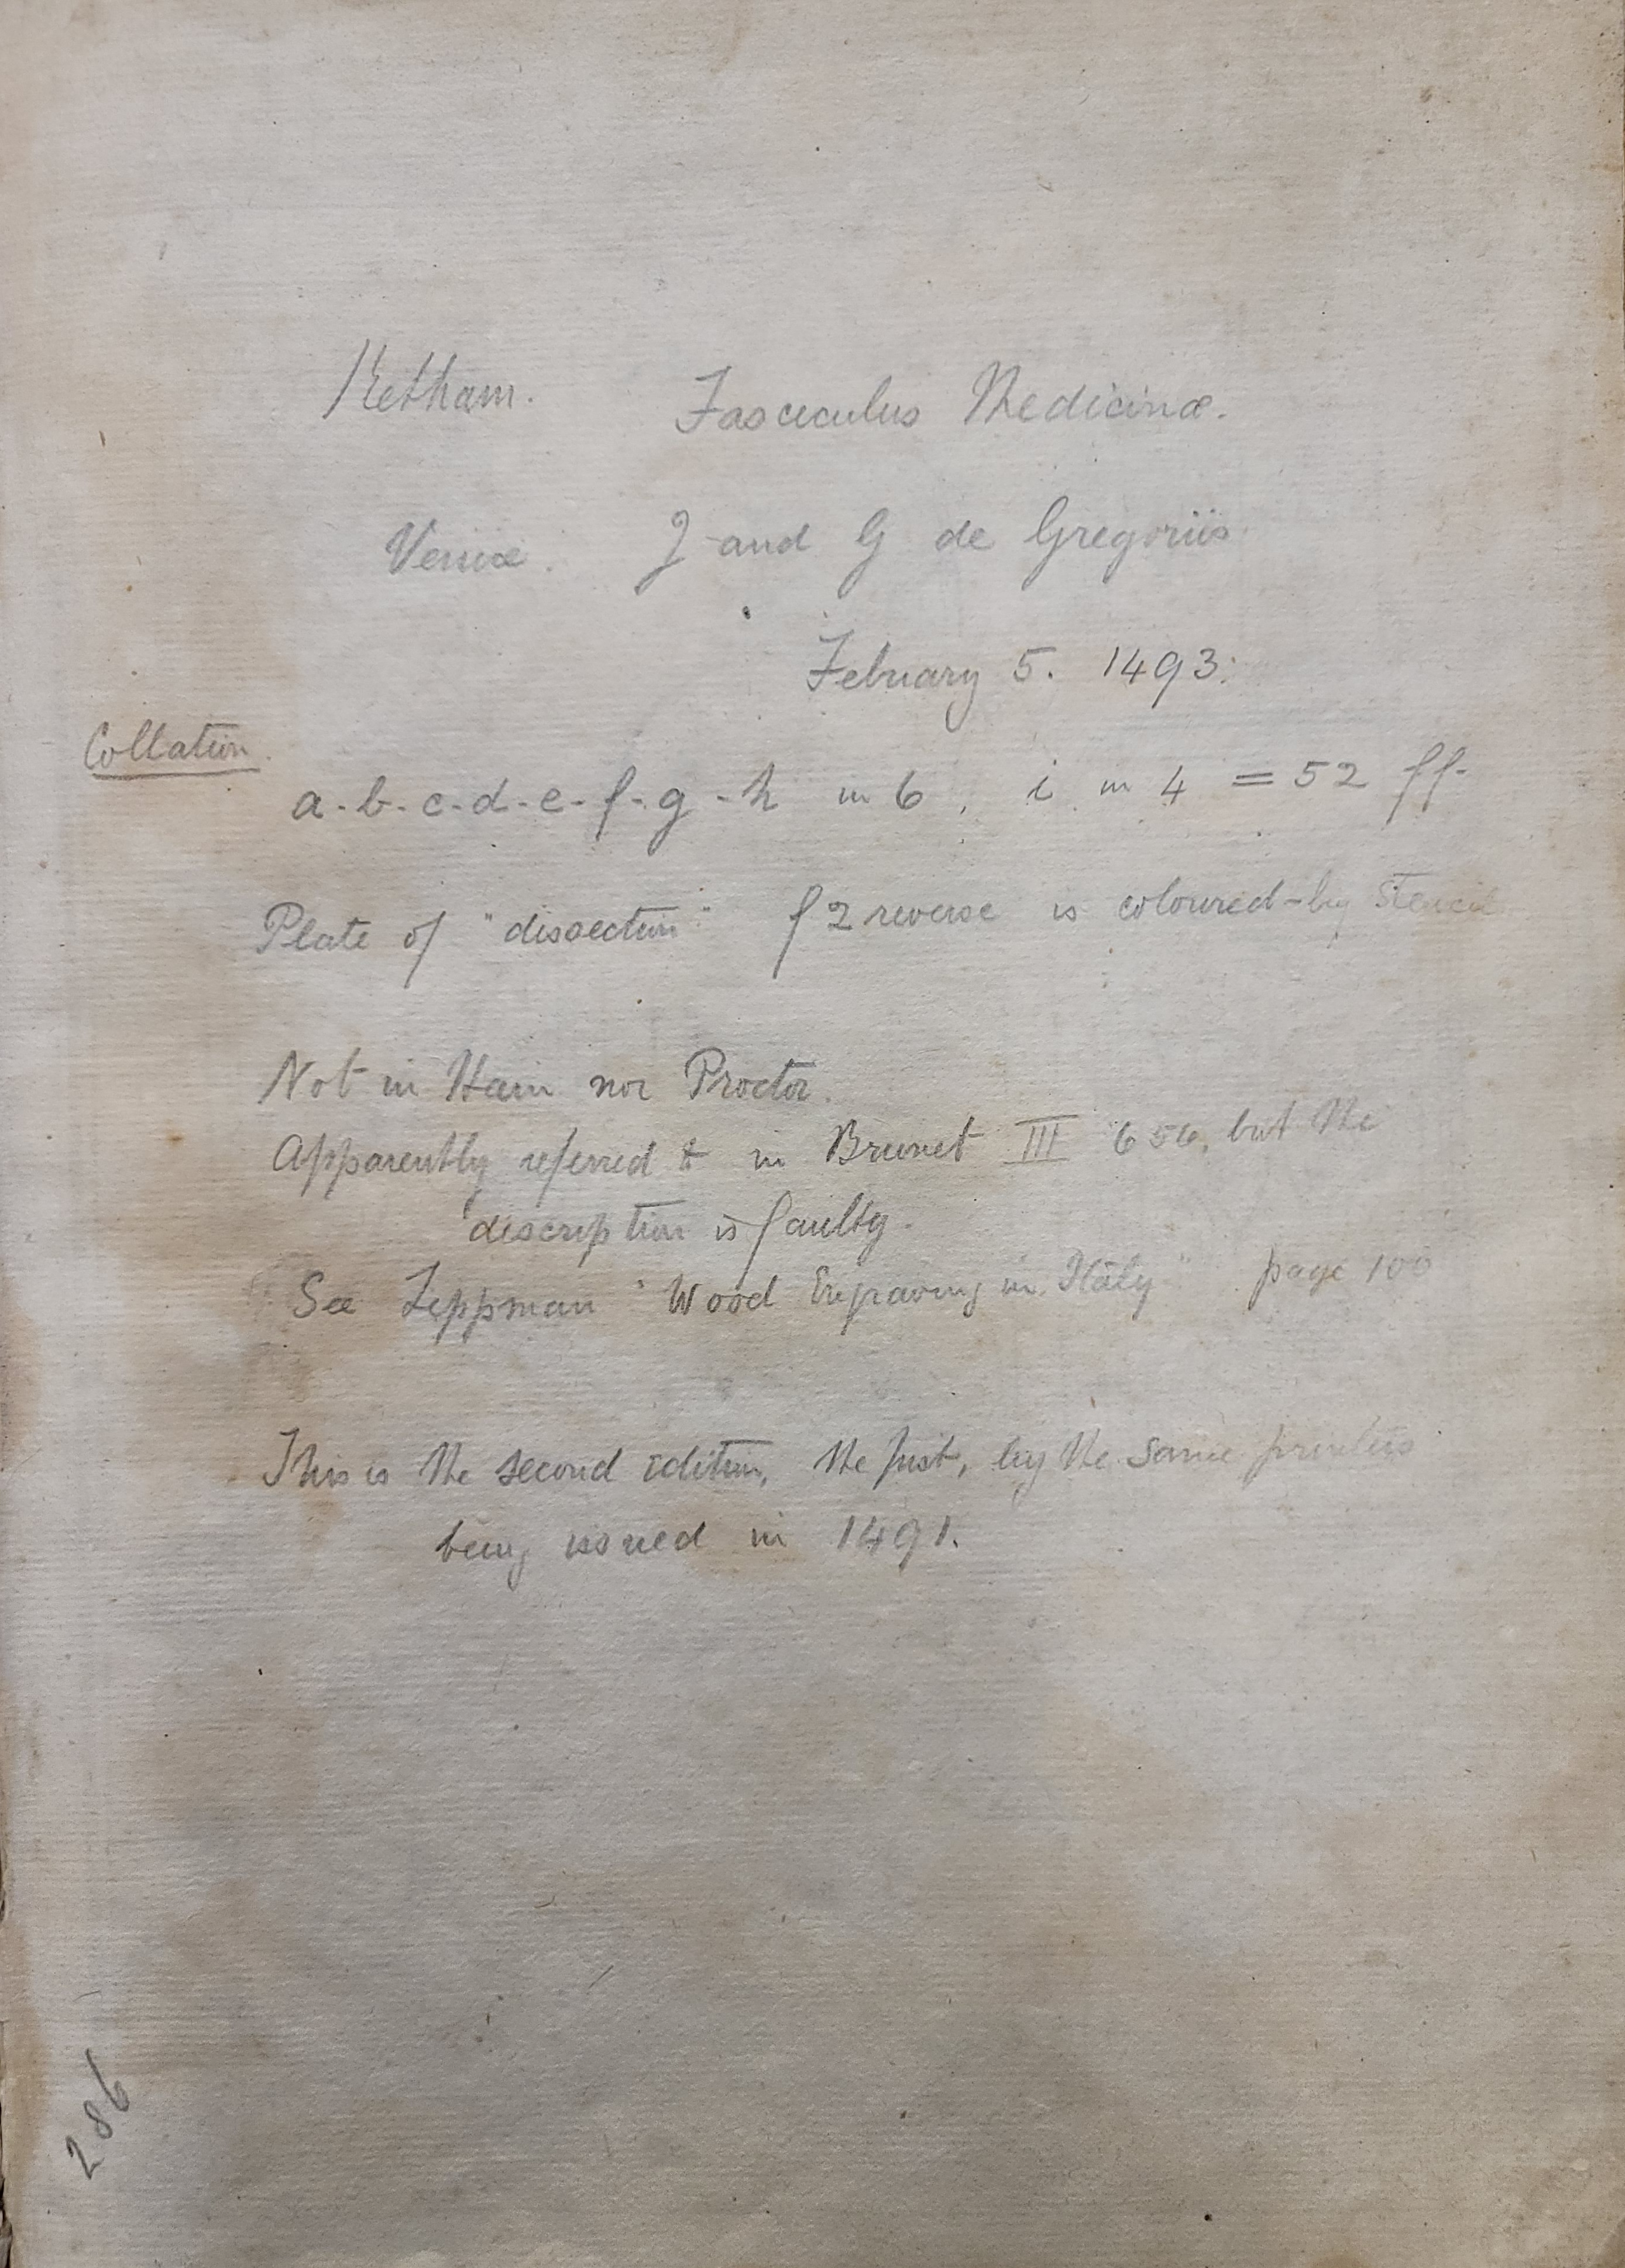 Ketham. Fasciculus Medicinæ.
Venice. J and G de Gregoriis
February 5. 1493.
Collation.
a-b-c-d-e-f-g-h in 6, i in 4 = 52 ff.
Plate of "dissection" f 2 reverse is coloured-by stencil
Not in Hain nor Proctor.
Apparently referred to in Brunet III 656, but the
description is faulty.
See Lippman "Wood Engraving in Italy" page 100
This is the second edition, the first, by the same printers
being issued in 1491.
286